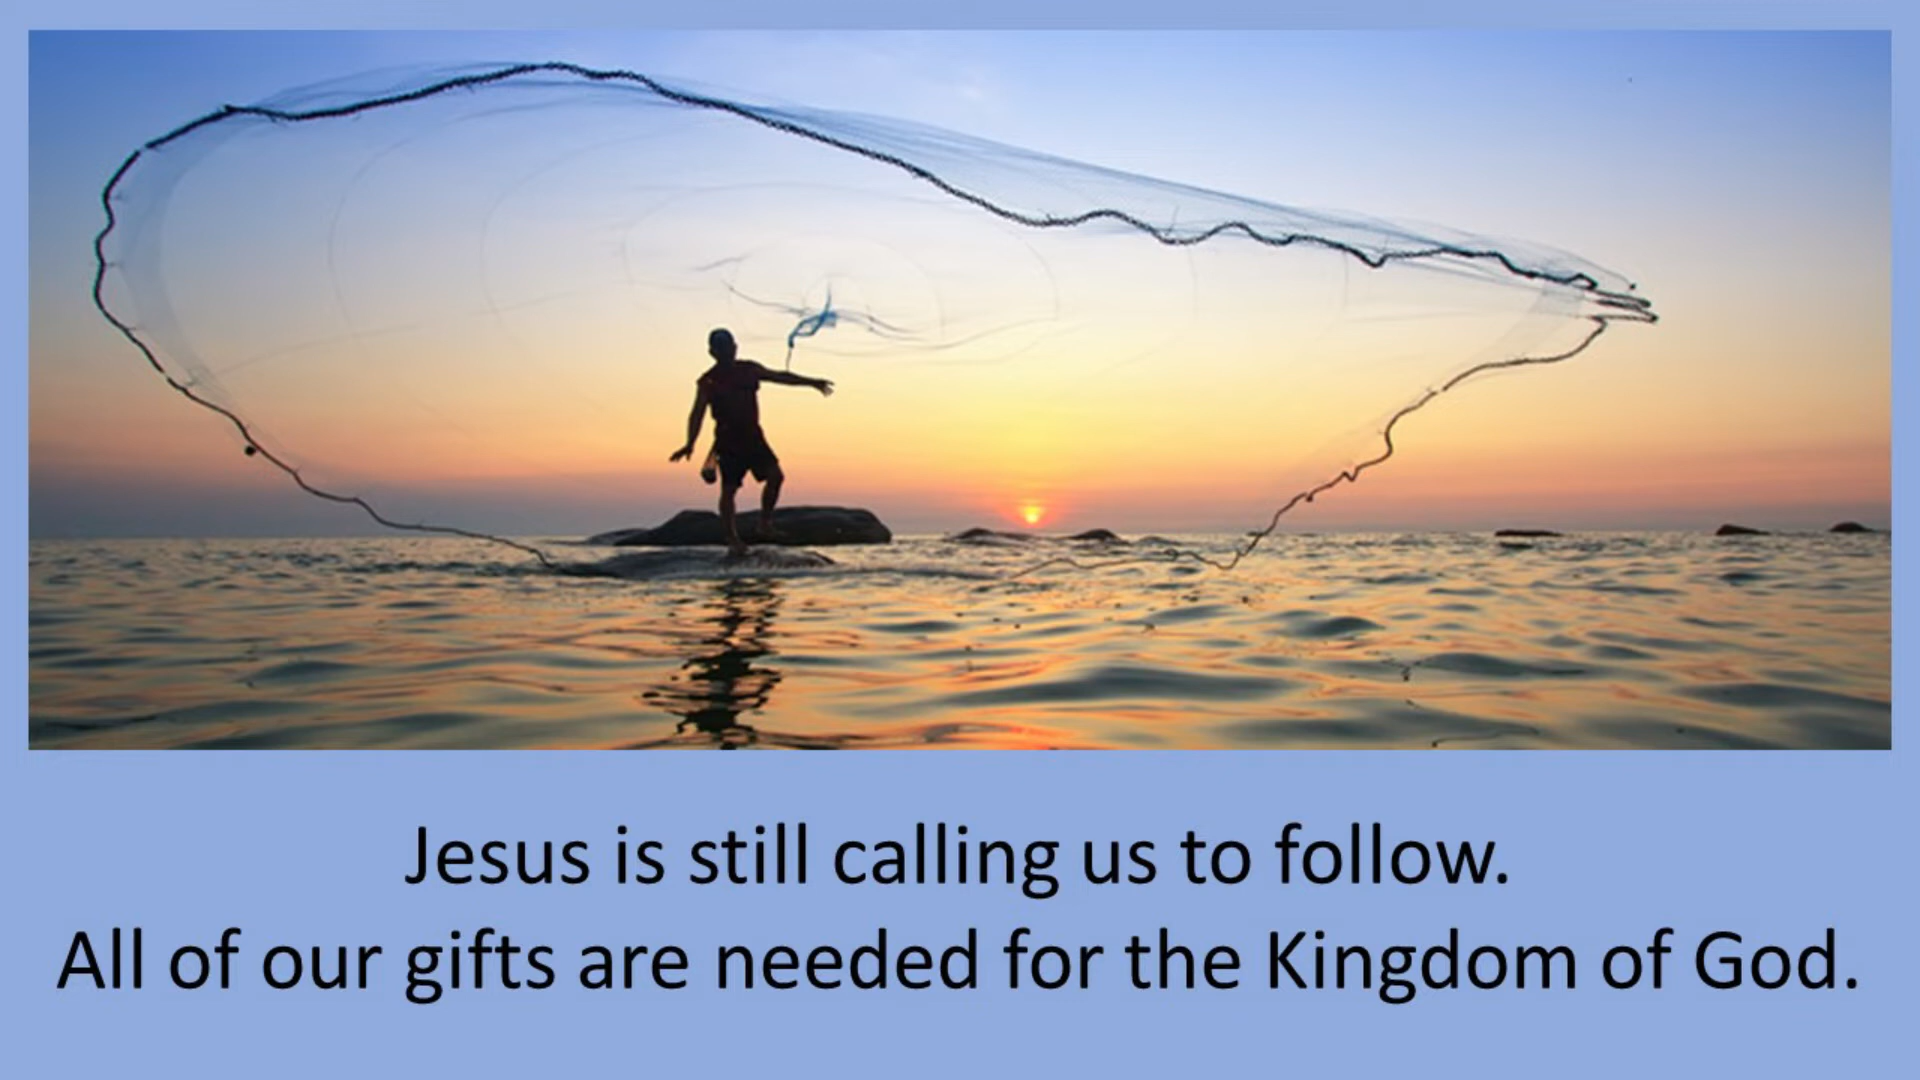 Jesus is still calling us to follow.
All of our gifts are needed for the Kingdom of God.